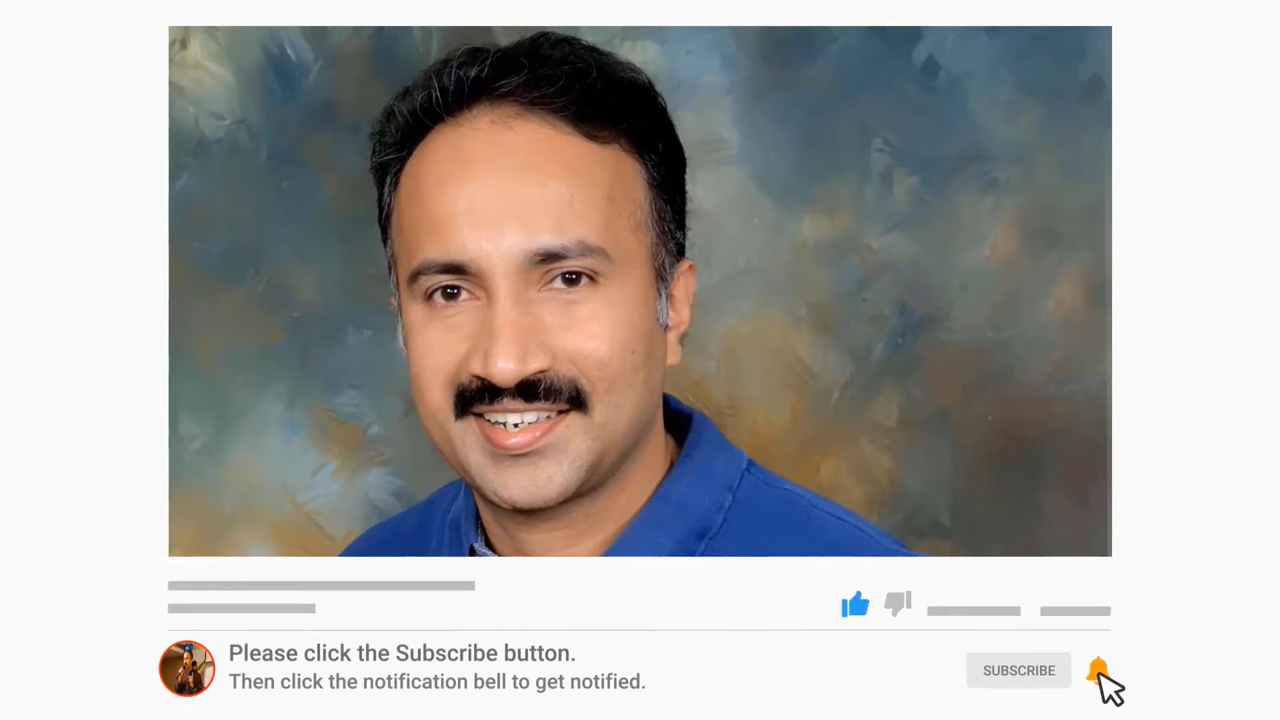 Please click the Subscribe button.
Then click the notification bell to get notified.
SUBSCRIBE